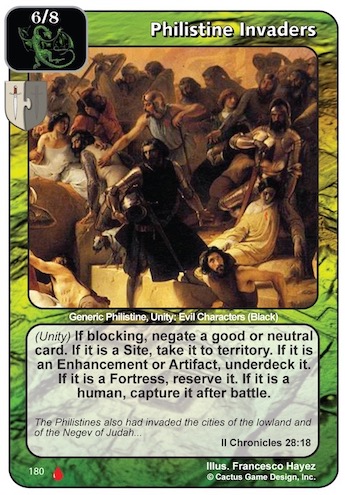 6/8
Philistine Invaders
Generic Philistine, Unity: Evil Characters (Black)
(Unity) If blocking, negate a good or neutral
card. If it is a Site, take it to territory. If it is
an Enhancement or Artifact, underdeck it.
If it is a Fortress, reserve it. If it is a
human, capture it after battle.
The Philistines also had invaded the cities of the lowland and
of the Negev of Judah...
II Chronicles 28:18
180
Illus. Francesco Hayez
© Cactus Game Design, Inc.